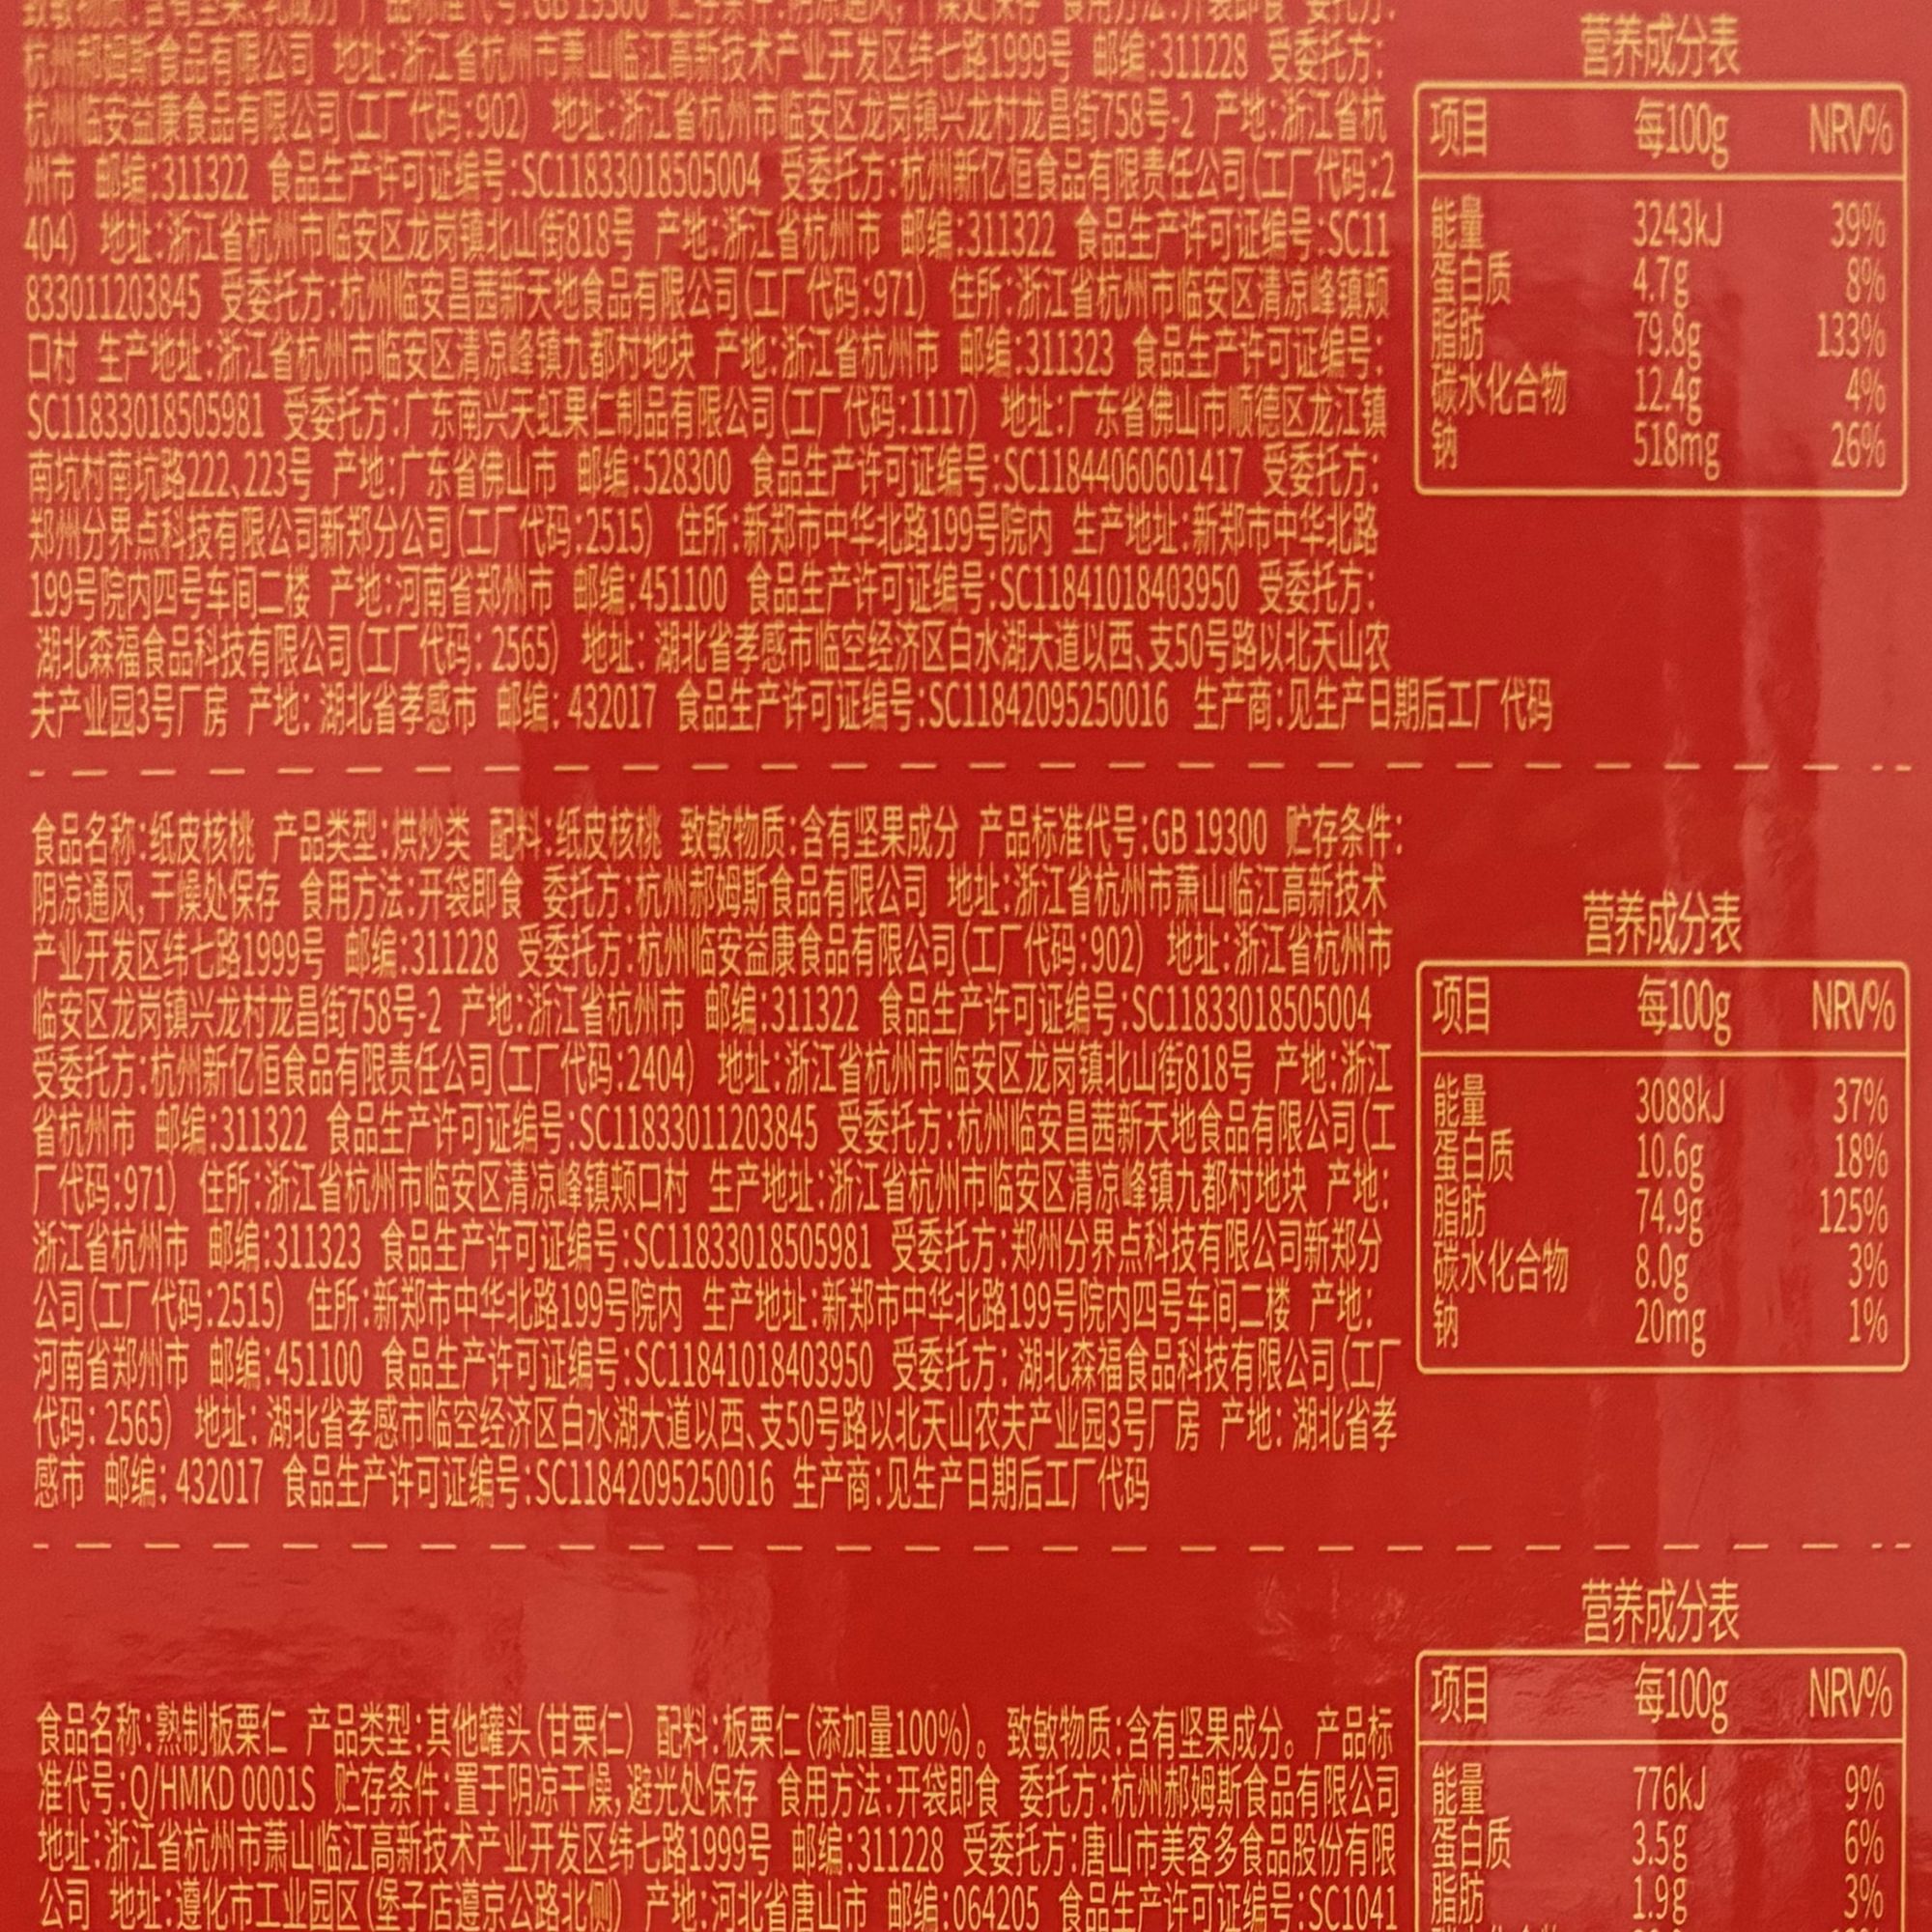 致敏物质:含有坚果、乳成分 产品标准代号:GB 19300 贮存条件:阴凉通风,干燥处保存 食用方法:开袋即食 委托方:
杭州郝姆斯食品有限公司 地址:浙江省杭州市萧山临江高新技术产业开发区纬七路1999号 邮编:311228 受委托方:
杭州临安益康食品有限公司(工厂代码:902) 地址:浙江省杭州市临安区龙岗镇兴龙村龙昌街758号-2 产地:浙江省杭
州市 邮编:311322 食品生产许可证编号:SC11833018505004 受委托方:杭州新亿恒食品有限责任公司(工厂代码:2
404) 地址:浙江省杭州市临安区龙岗镇北山街818号 产地:浙江省杭州市 邮编:311322 食品生产许可证编号:SC11
833011203845 受委托方:杭州临安昌茜新天地食品有限公司(工厂代码:971) 住所:浙江省杭州市临安区清凉峰镇颊
口村 生产地址:浙江省杭州市临安区清凉峰镇九都村地块 产地:浙江省杭州市 邮编:311323 食品生产许可证编号:
SC11833018505981 受委托方:广东南兴天虹果仁制品有限公司(工厂代码:1117) 地址:广东省佛山市顺德区龙江镇
南坑村南坑路222、223号 产地:广东省佛山市 邮编:528300 食品生产许可证编号:SC11844060601417 受委托方:
郑州分界点科技有限公司新郑分公司(工厂代码:2515) 住所:新郑市中华北路199号院内 生产地址:新郑市中华北路
199号院内四号车间二楼 产地:河南省郑州市 邮编:451100 食品生产许可证编号:SC11841018403950 受委托方:
湖北森福食品科技有限公司(工厂代码: 2565) 地址: 湖北省孝感市临空经济区白水湖大道以西、支50号路以北天山农
夫产业园3号厂房 产地: 湖北省孝感市 邮编: 432017 食品生产许可证编号:SC11842095250016 生产商:见生产日期后工厂代码
营养成分表
项目 每100g NRV%
能量 3243kJ 39%
蛋白质 4.7g 8%
脂肪 79.8g 133%
碳水化合物 12.4g 4%
钠 518mg 26%
食品名称:纸皮核桃 产品类型:烘炒类 配料:纸皮核桃 致敏物质:含有坚果成分 产品标准代号:GB 19300 贮存条件:
阴凉通风,干燥处保存 食用方法:开袋即食 委托方:杭州郝姆斯食品有限公司 地址:浙江省杭州市萧山临江高新技术
产业开发区纬七路1999号 邮编:311228 受委托方:杭州临安益康食品有限公司(工厂代码:902) 地址:浙江省杭州市
临安区龙岗镇兴龙村龙昌街758号-2 产地:浙江省杭州市 邮编:311322 食品生产许可证编号:SC11833018505004
受委托方:杭州新亿恒食品有限责任公司(工厂代码:2404) 地址:浙江省杭州市临安区龙岗镇北山街818号 产地:浙江
省杭州市 邮编:311322 食品生产许可证编号:SC11833011203845 受委托方:杭州临安昌茜新天地食品有限公司(工
厂代码:971) 住所:浙江省杭州市临安区清凉峰镇颊口村 生产地址:浙江省杭州市临安区清凉峰镇九都村地块 产地:
浙江省杭州市 邮编:311323 食品生产许可证编号:SC11833018505981 受委托方:郑州分界点科技有限公司新郑分
公司(工厂代码:2515) 住所:新郑市中华北路199号院内 生产地址:新郑市中华北路199号院内四号车间二楼 产地:
河南省郑州市 邮编:451100 食品生产许可证编号:SC11841018403950 受委托方: 湖北森福食品科技有限公司(工厂
代码: 2565) 地址: 湖北省孝感市临空经济区白水湖大道以西、支50号路以北天山农夫产业园3号厂房 产地: 湖北省孝
感市 邮编: 432017 食品生产许可证编号:SC11842095250016 生产商:见生产日期后工厂代码
营养成分表
项目 每100g NRV%
能量 3088kJ 37%
蛋白质 10.6g 18%
脂肪 74.9g 125%
碳水化合物 8.0g 3%
钠 20mg 1%
食品名称:熟制板栗仁 产品类型:其他罐头(甘栗仁) 配料:板栗仁(添加量100%)。 致敏物质:含有坚果成分。 产品标
准代号:Q/HMKD 0001S 贮存条件:置于阴凉干燥,避光处保存 食用方法:开袋即食 委托方:杭州郝姆斯食品有限公司
地址:浙江省杭州市萧山临江高新技术产业开发区纬七路1999号 邮编:311228 受委托方:唐山市美客多食品股份有限
公司 地址:遵化市工业园区(堡子店遵京公路北侧) 产地:河北省唐山市 邮编:064205 食品生产许可证编号:SC1041
营养成分表
项目 每100g NRV%
能量 776kJ 9%
蛋白质 3.5g 6%
脂肪 1.9g 3%